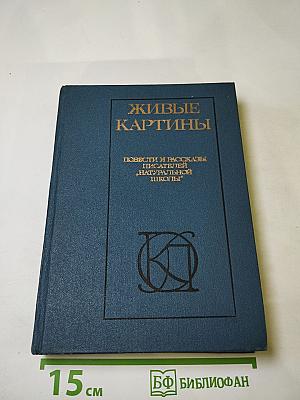 ЖИВЫЕ
КАРТИНЫ
ПОВЕСТИ И РАССКАЗЫ
ПИСАТЕЛЕЙ
„НАТУРАЛЬНОЙ
ШКОЛЫ"
15 см
БФ БИБЛИОФАН